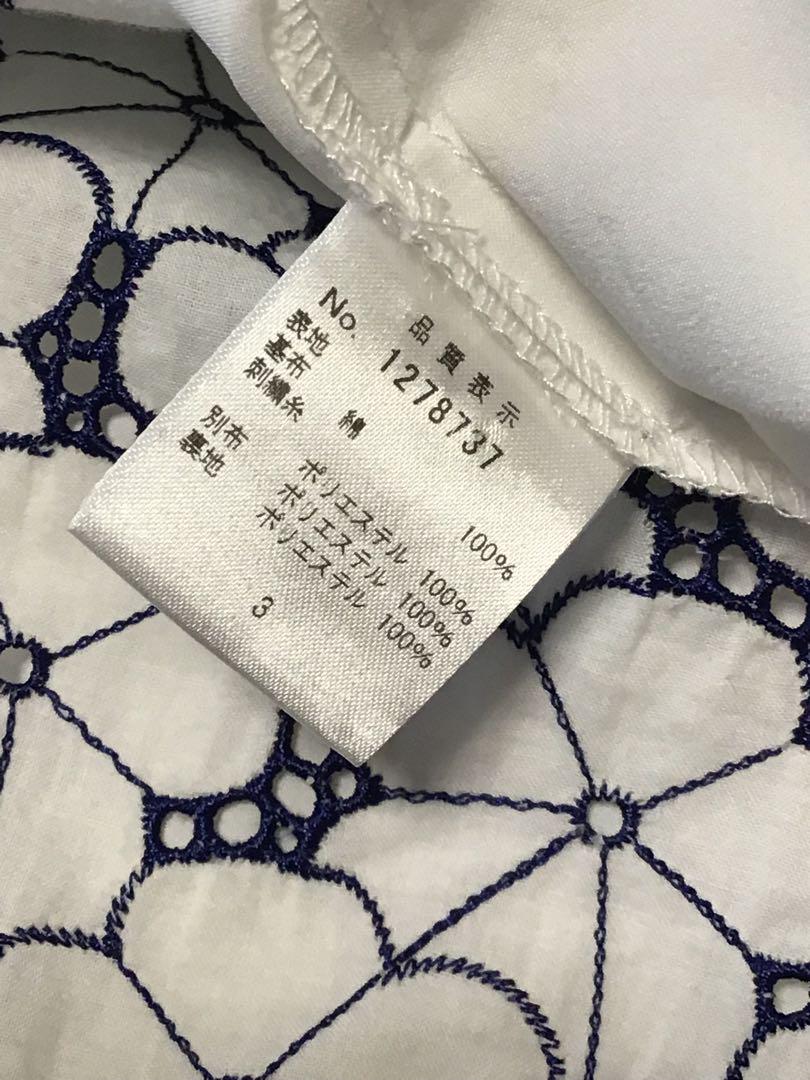 品質表示
No. 1278737
表地
基布 綿 100%
刺繍糸 ポリエステル 100%
別布 ポリエステル 100%
裏地 ポリエステル 100%
3